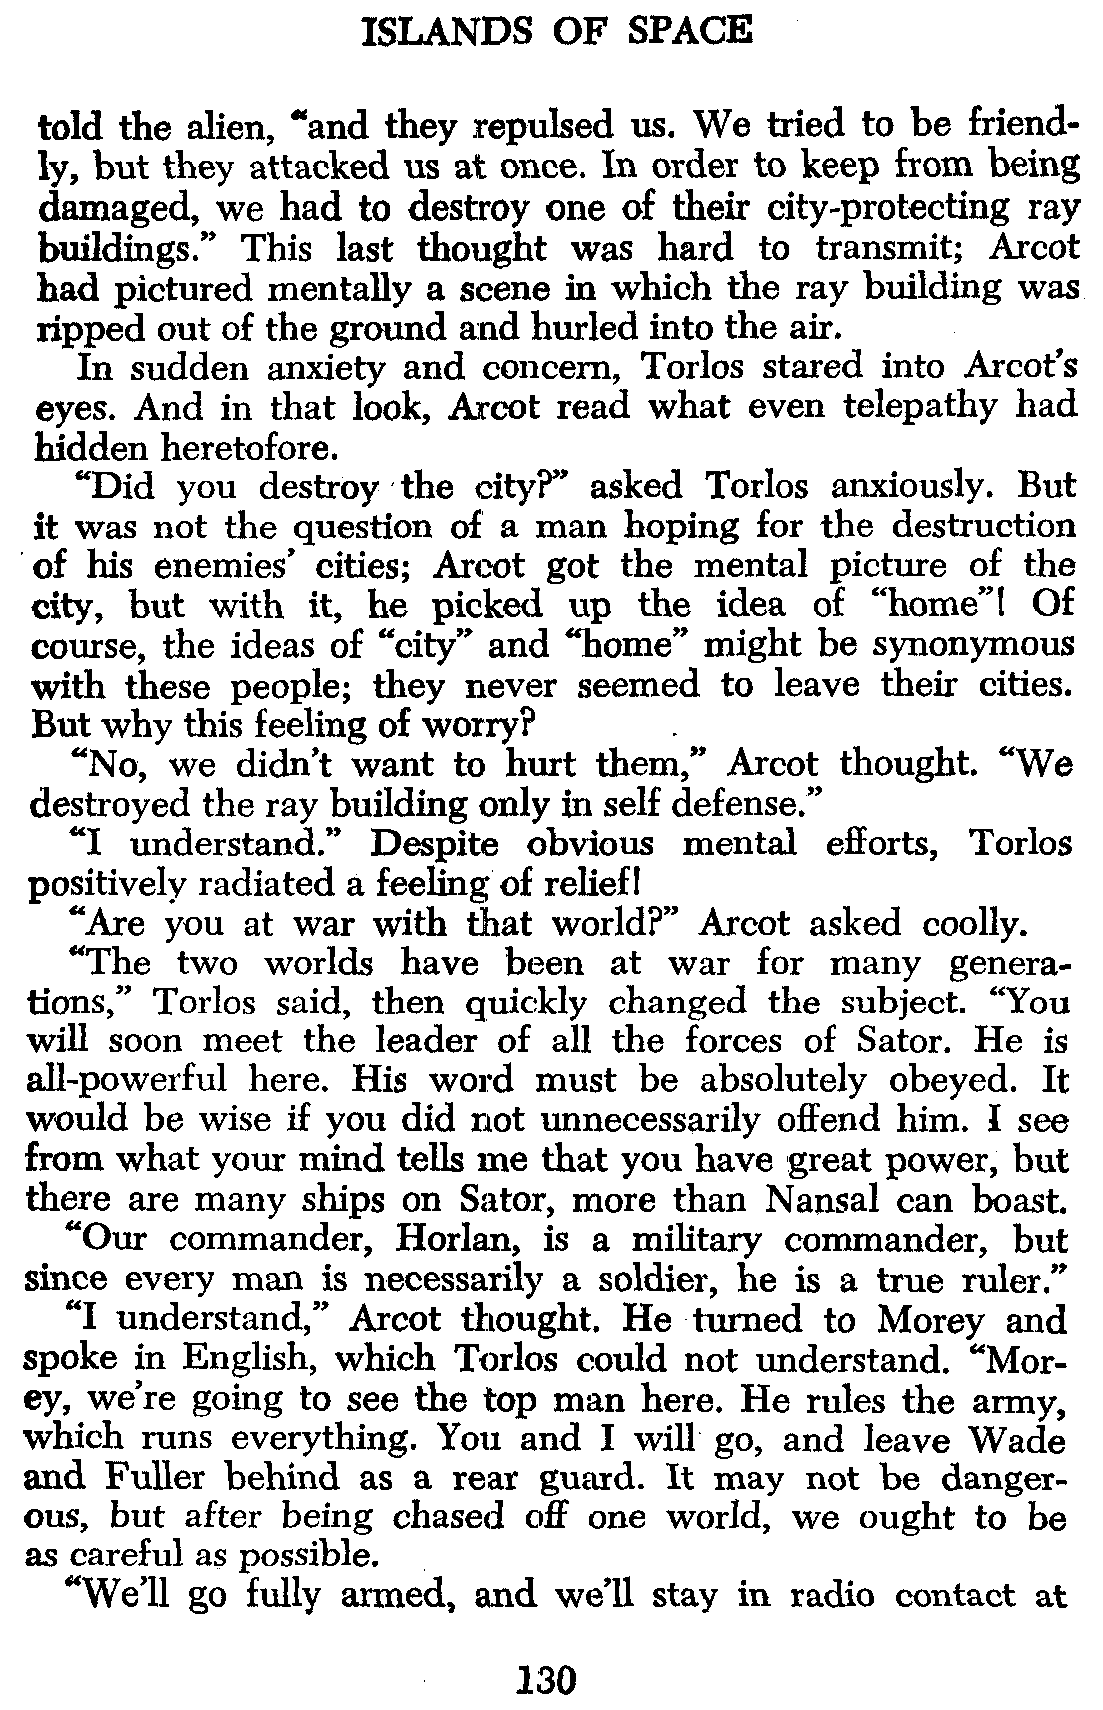 ISLANDS OF SPACE
told the alien, “and they repulsed us. We tried to be friend-
ly, but they attacked us at once. In order to keep from being
damaged, we had to destroy one of their city-protecting ray
buildings.” This last thought was hard to transmit; Arcot
had pictured mentally a scene in which the ray building was
ripped out of the ground and hurled into the air.
In sudden anxiety and concern, Torlos stared into Arcot’s
eyes. And in that look, Arcot read what even telepathy had
hidden heretofore.
“Did you destroy the city?” asked Torlos anxiously. But
it was not the question of a man hoping for the destruction
of his enemies’ cities; Arcot got the mental picture of the
city, but with it, he picked up the idea of “home”! Of
course, the ideas of “city” and “home” might be synonymous
with these people; they never seemed to leave their cities.
But why this feeling of worry?
“No, we didn’t want to hurt them,” Arcot thought. “We
destroyed the ray building only in self defense.”
“I understand.” Despite obvious mental efforts, Torlos
positively radiated a feeling of relief!
“Are you at war with that world?” Arcot asked coolly.
“The two worlds have been at war for many genera-
tions,” Torlos said, then quickly changed the subject. “You
will soon meet the leader of all the forces of Sator. He is
all-powerful here. His word must be absolutely obeyed. It
would be wise if you did not unnecessarily offend him. I see
from what your mind tells me that you have great power, but
there are many ships on Sator, more than Nansal can boast.
“Our commander, Horlan, is a military commander, but
since every man is necessarily a soldier, he is a true ruler.”
“I understand,” Arcot thought. He turned to Morey and
spoke in English, which Torlos could not understand. “Mor-
ey, we’re going to see the top man here. He rules the army,
which runs everything. You and I will go, and leave Wade
and Fuller behind as a rear guard. It may not be danger-
ous, but after being chased off one world, we ought to be
as careful as possible.
“We’ll go fully armed, and we’ll stay in radio contact at
130